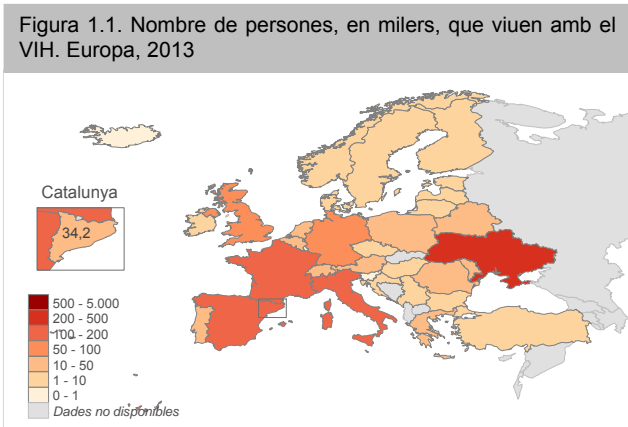 Figura 1.1. Nombre de persones, en milers, que viuen amb el
VIH. Europa, 2013
Catalunya
34,2
500 - 5.000
200 - 500
100 - 200
50 - 100
10 - 50
1 - 10
0 - 1
Dades no disponibles